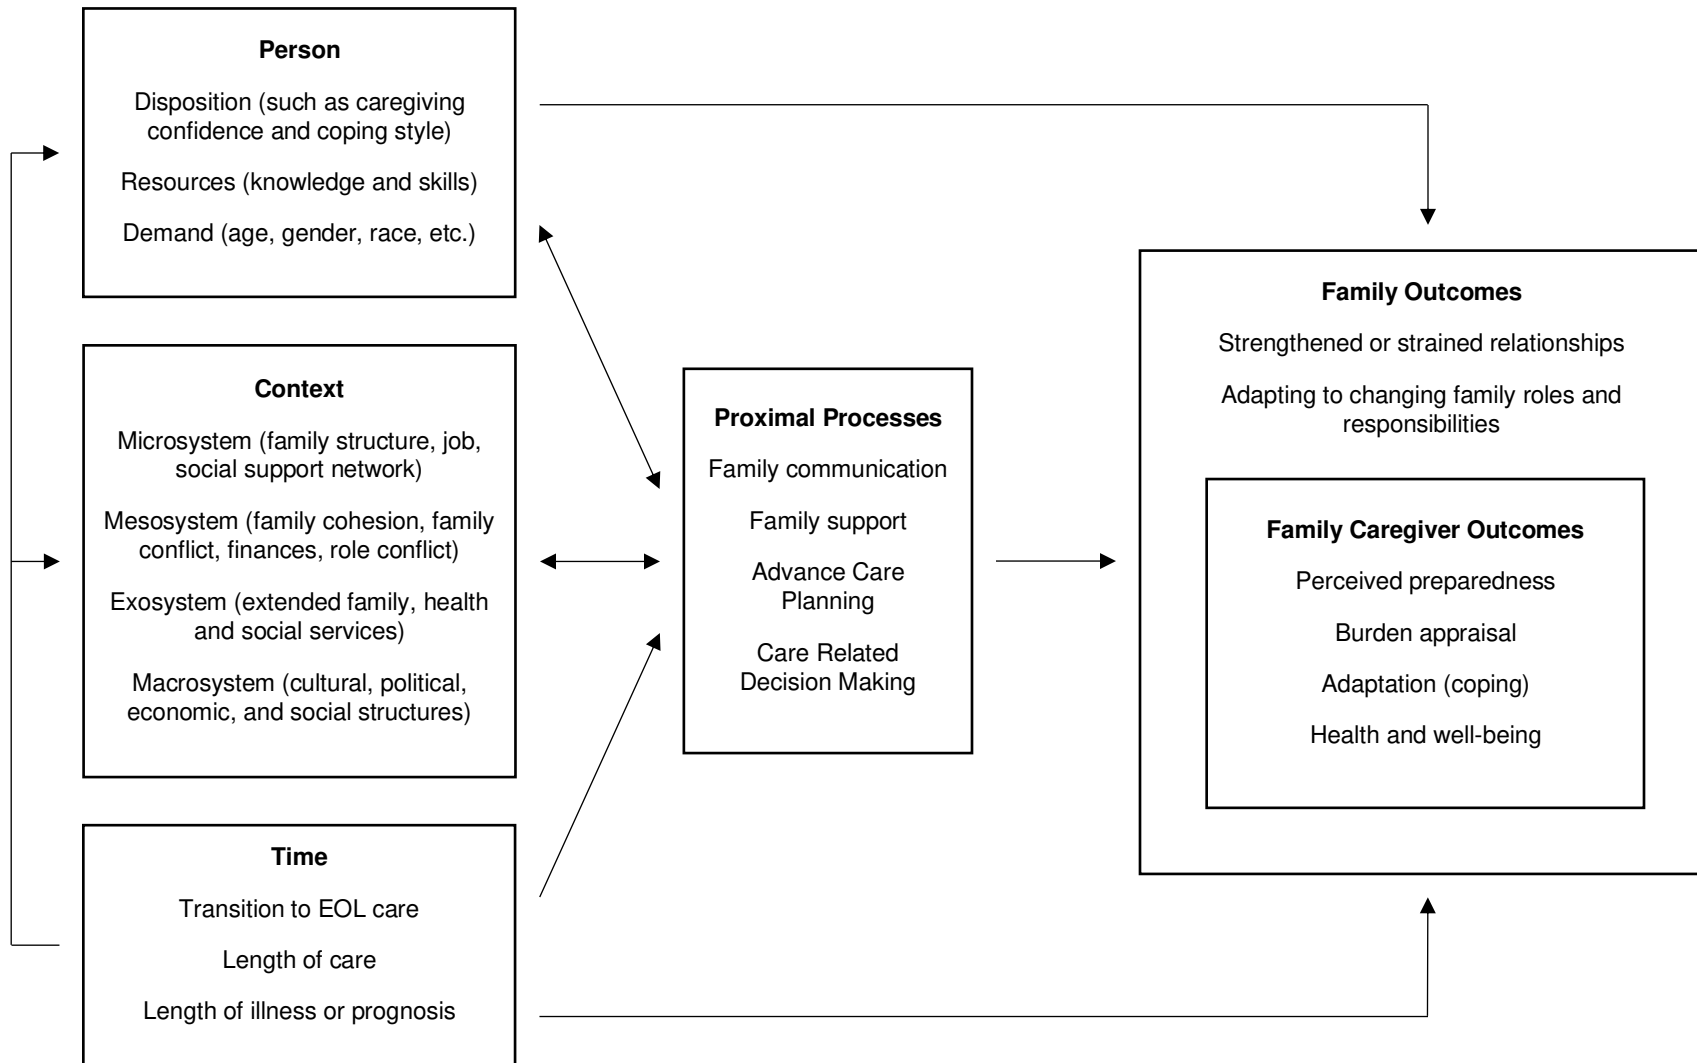 Person
Disposition (such as caregiving
confidence and coping style)
Resources (knowledge and skills)
Demand (age, gender, race, etc.)
Context
Microsystem (family structure, job,
social support network)
Mesosystem (family cohesion, family
conflict, finances, role conflict)
Exosystem (extended family, health
and social services)
Macrosystem (cultural, political,
economic, and social structures)
Time
Transition to EOL care
Length of care
Length of illness or prognosis
Proximal Processes
Family communication
Family support
Advance Care
Planning
Care Related
Decision Making
Family Outcomes
Strengthened or strained relationships
Adapting to changing family roles and
responsibilities
Family Caregiver Outcomes
Perceived preparedness
Burden appraisal
Adaptation (coping)
Health and well-being